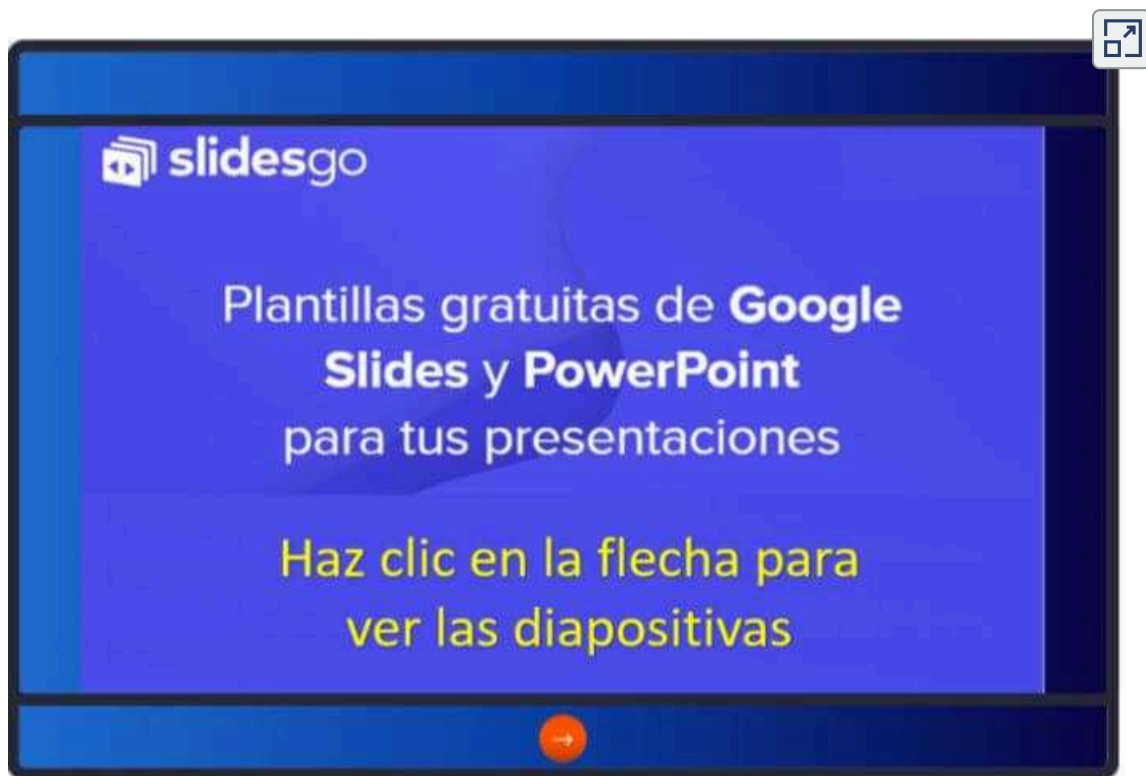 slidesgo
Plantillas gratuitas de Google
Slides y PowerPoint
para tus presentaciones
Haz clic en la flecha para
ver las diapositivas